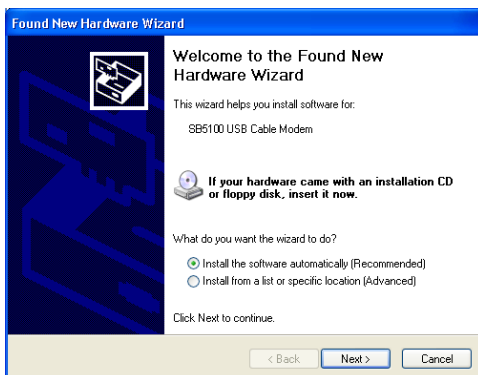 Found New Hardware Wizard
Welcome to the Found New
Hardware Wizard
This wizard helps you install software for:
SB5100 USB Cable Modem
If your hardware came with an installation CD
or floppy disk, insert it now.
What do you want the wizard to do?
Install the software automatically (Recommended)
Install from a list or specific location (Advanced)
Click Next to continue.
< Back
Next >
Cancel